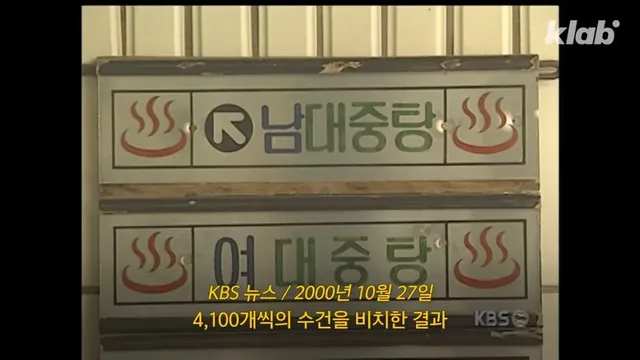 klab
남대중탕
여대중탕
KBS 뉴스 / 2000년 10월 27일
4,100개씩의 수건을 비치한 결과
KBS